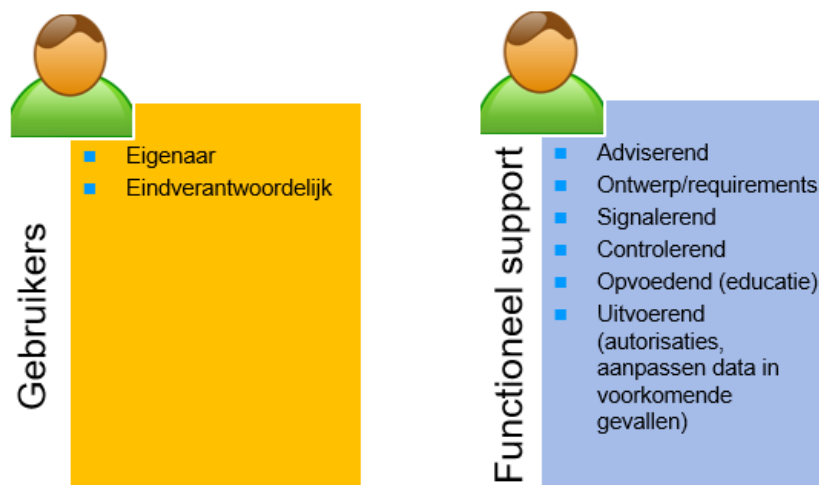 Gebruikers
Eigenaar
Eindverantwoordelijk
Functioneel support
Adviserend
Ontwerp/requirements
Signalerend
Controlerend
Opvoedend (educatie)
Uitvoerend
(autorisaties,
aanpassen data in
voorkomende
gevallen)